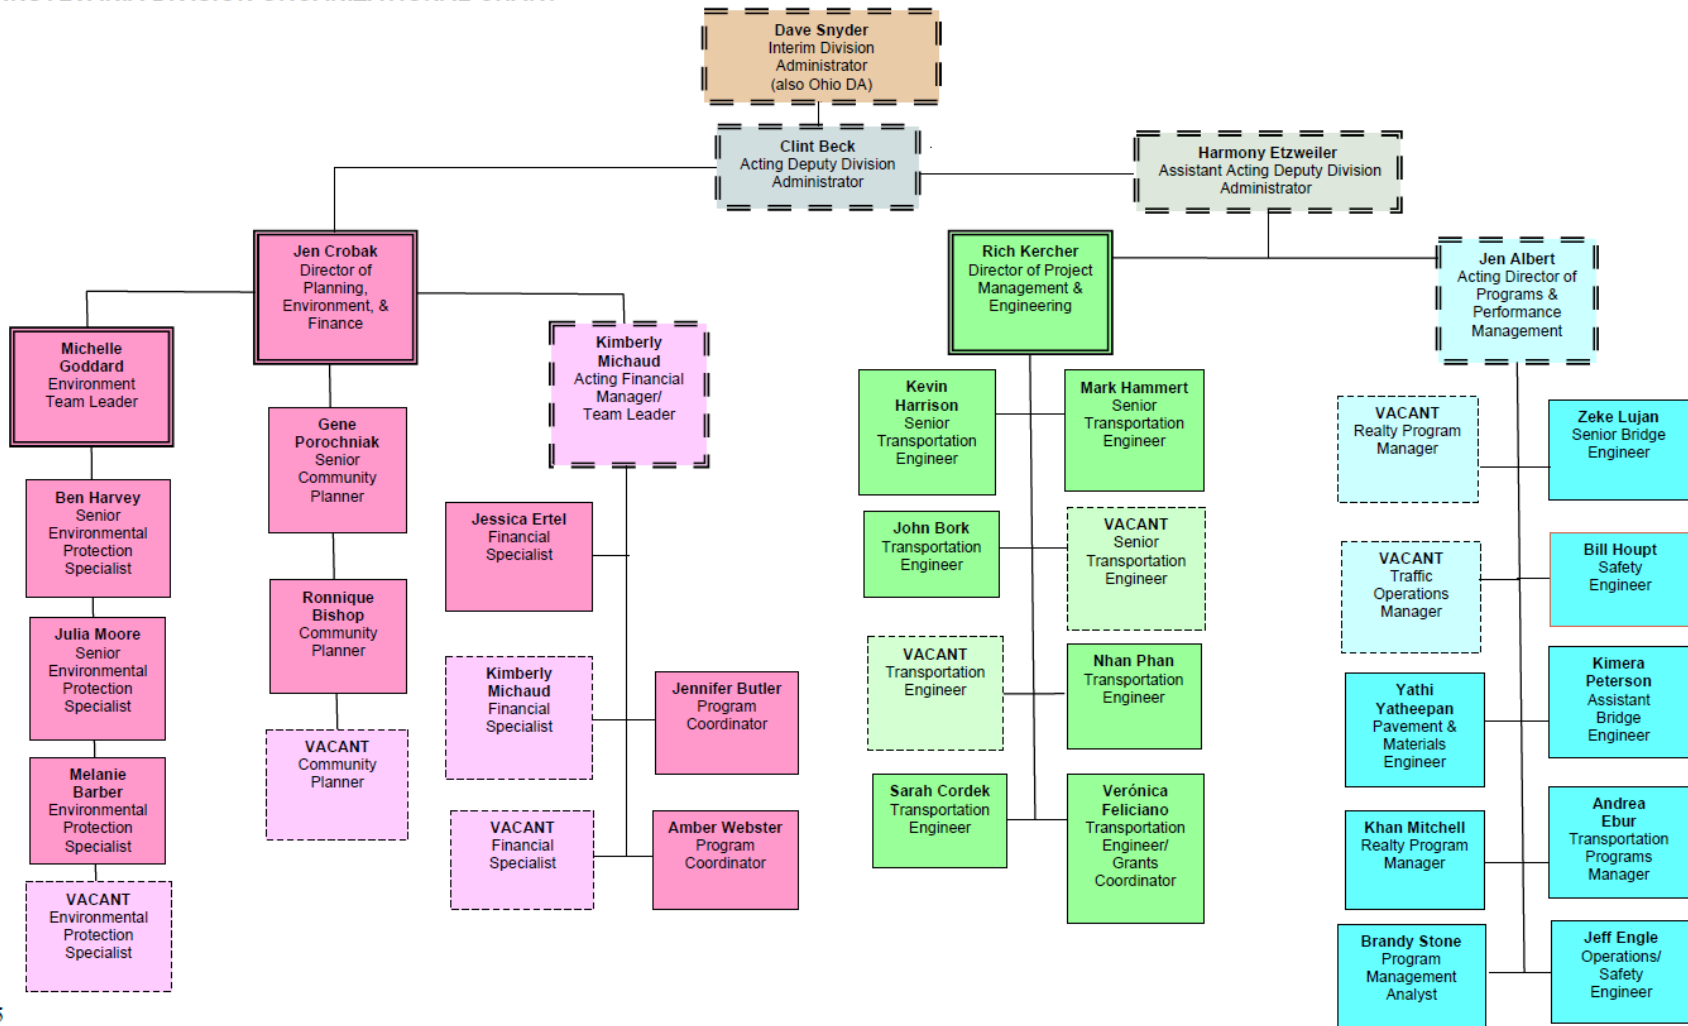 Dave Snyder
Interim Division
Administrator
(also Ohio DA)
Clint Beck
Acting Deputy Division
Administrator
Harmony Etzweiler
Assistant Acting Deputy Division
Administrator
Jen Crobak
Director of
Planning,
Environment, &
Finance
Rich Kercher
Director of Project
Management &
Engineering
Jen Albert
Acting Director of
Programs &
Performance
Management
Michelle
Goddard
Environment
Team Leader
Ben Harvey
Senior
Environmental
Protection
Specialist
Julia Moore
Senior
Environmental
Protection
Specialist
Melanie
Barber
Environmental
Protection
Specialist
VACANT
Environmental
Protection
Specialist
Gene
Porochniak
Senior
Community
Planner
Ronnique
Bishop
Community
Planner
VACANT
Community
Planner
Kimberly
Michaud
Acting Financial
Manager/
Team Leader
Jessica Ertel
Financial
Specialist
Kimberly
Michaud
Financial
Specialist
Jennifer Butler
Program
Coordinator
VACANT
Financial
Specialist
Amber Webster
Program
Coordinator
Kevin
Harrison
Senior
Transportation
Engineer
Mark Hammert
Senior
Transportation
Engineer
John Bork
Transportation
Engineer
VACANT
Senior
Transportation
Engineer
VACANT
Transportation
Engineer
Nhan Phan
Transportation
Engineer
Sarah Cordek
Transportation
Engineer
Verónica
Feliciano
Transportation
Engineer/
Grants
Coordinator
VACANT
Realty Program
Manager
Zeke Lujan
Senior Bridge
Engineer
VACANT
Traffic
Operations
Manager
Bill Houpt
Safety
Engineer
Yathi
Yatheepan
Pavement &
Materials
Engineer
Kimera
Peterson
Assistant
Bridge
Engineer
Khan Mitchell
Realty Program
Manager
Andrea
Ebur
Transportation
Programs
Manager
Brandy Stone
Program
Management
Analyst
Jeff Engle
Operations/
Safety
Engineer